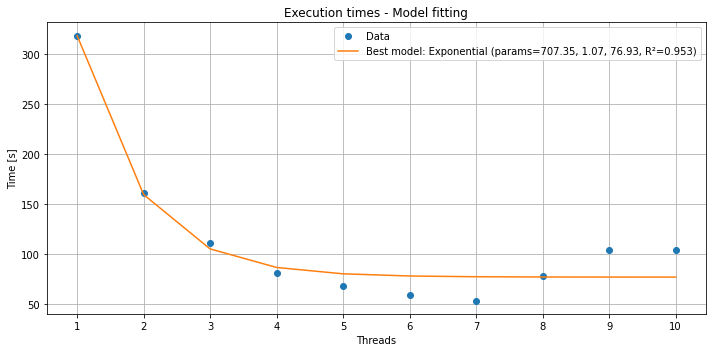 Execution times - Model fitting
Data
Best model: Exponential (params=707.35, 1.07, 76.93, R²=0.953)
Time [s]
300
250
200
150
100
50
1 2 3 4 5 6 7 8 9 10
Threads